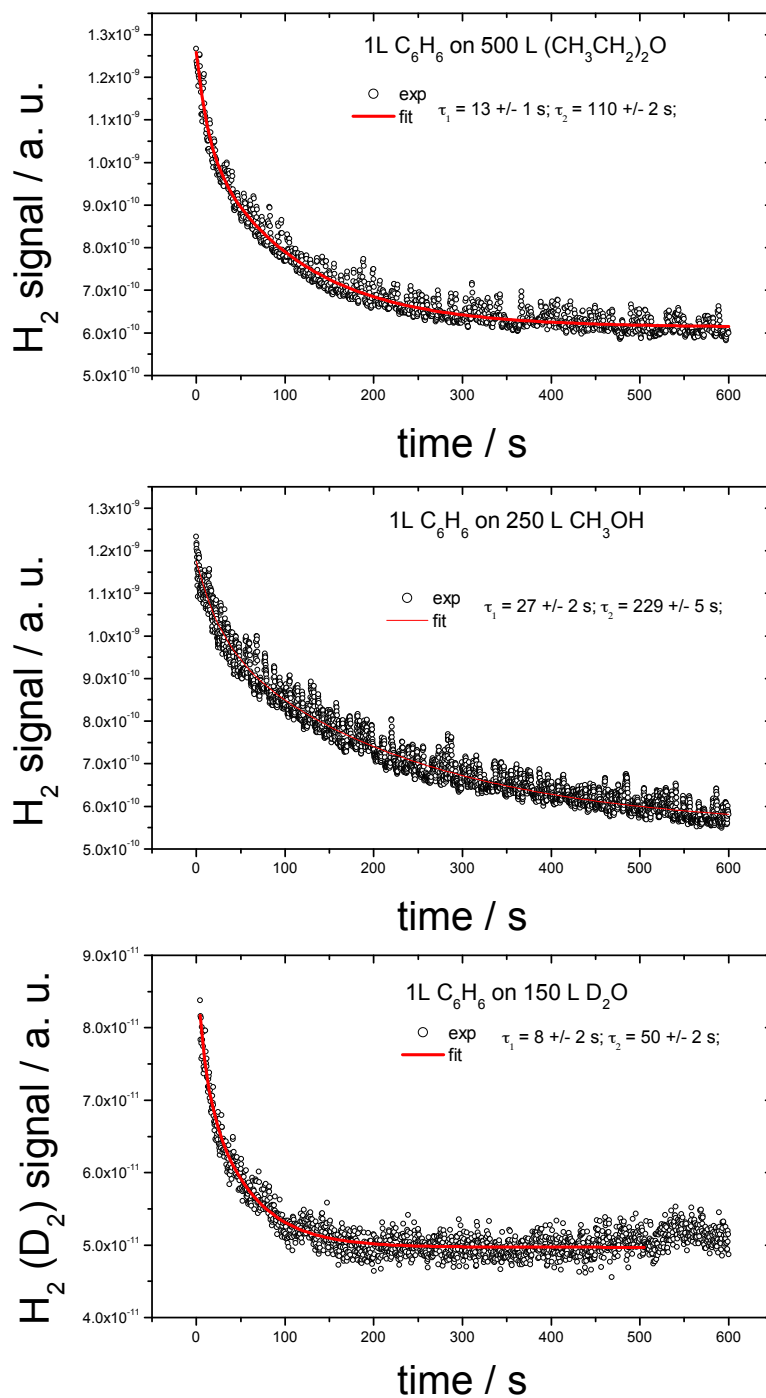 1L C₆H₆ on 500 L (CH₃CH₂)₂O
exp
fit
τ₁ = 13 +/- 1 s; τ₂ = 110 +/- 2 s;
H₂ signal / a. u.
1.3x10⁻⁹
1.2x10⁻⁹
1.1x10⁻⁹
1.0x10⁻⁹
9.0x10⁻¹⁰
8.0x10⁻¹⁰
7.0x10⁻¹⁰
6.0x10⁻¹⁰
5.0x10⁻¹⁰
0 100 200 300 400 500 600
time / s
1L C₆H₆ on 250 L CH₃OH
exp
fit
τ₁ = 27 +/- 2 s; τ₂ = 229 +/- 5 s;
H₂ signal / a. u.
1.3x10⁻⁹
1.2x10⁻⁹
1.1x10⁻⁹
1.0x10⁻⁹
9.0x10⁻¹⁰
8.0x10⁻¹⁰
7.0x10⁻¹⁰
6.0x10⁻¹⁰
5.0x10⁻¹⁰
0 100 200 300 400 500 600
time / s
1L C₆H₆ on 150 L D₂O
exp
fit
τ₁ = 8 +/- 2 s; τ₂ = 50 +/- 2 s;
H₂ (D₂) signal / a. u.
9.0x10⁻¹¹
8.0x10⁻¹¹
7.0x10⁻¹¹
6.0x10⁻¹¹
5.0x10⁻¹¹
4.0x10⁻¹¹
0 100 200 300 400 500 600
time / s